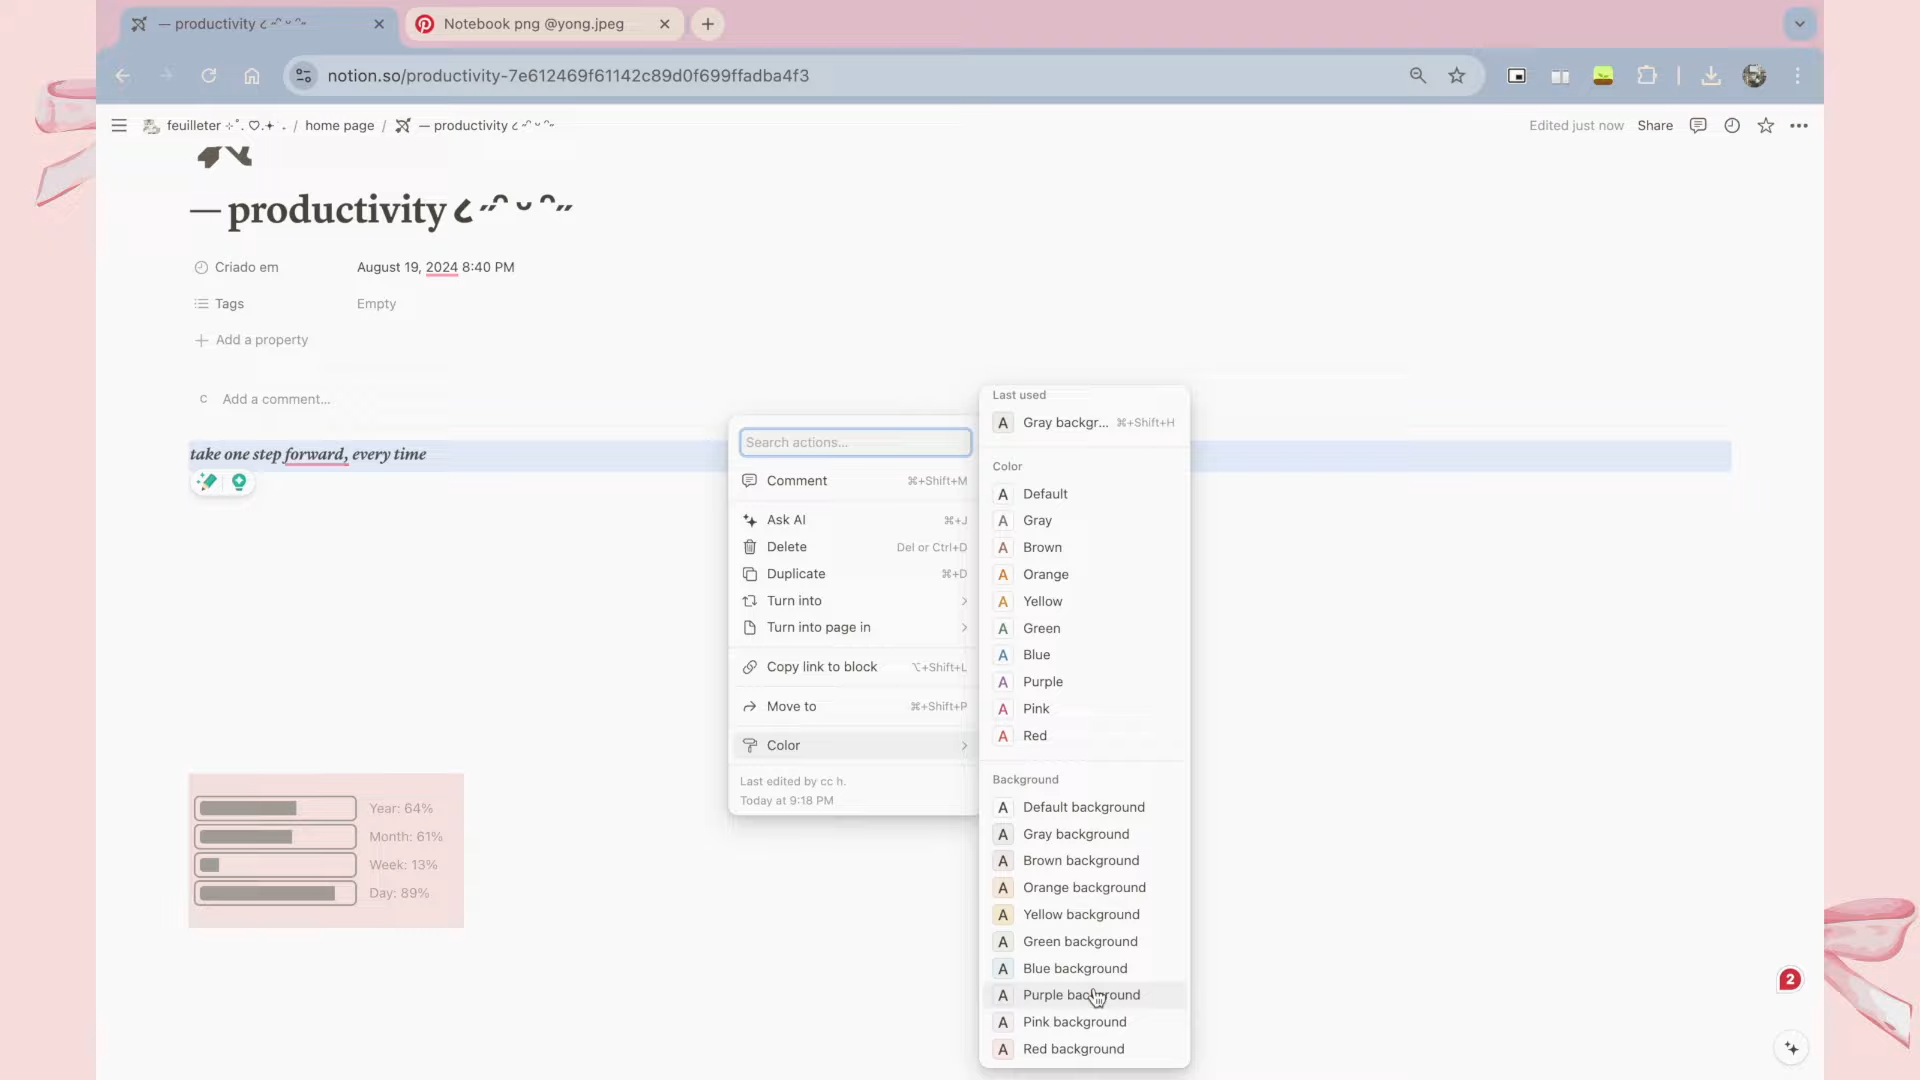 — productivity
Notebook png @yong.jpeg
notion.so/productivity-7e612469f61142c89d0f699ffadba4f3
feuilleter / home page / — productivity
Edited just now Share
— productivity
Criado em August 19, 2024 8:40 PM
Tags Empty
Add a property
C Add a comment...
take one step forward, every time
Search actions...
Comment ⌘+Shift+M
Ask AI ⌘+J
Delete Del or Ctrl+D
Duplicate ⌘+D
Turn into
Turn into page in
Copy link to block ⌥+Shift+L
Move to ⌘+Shift+P
Color
Last edited by cc h.
Today at 9:18 PM
Last used
A Gray backgr... ⌘+Shift+H
Color
A Default
A Gray
A Brown
A Orange
A Yellow
A Green
A Blue
A Purple
A Pink
A Red
Background
A Default background
A Gray background
A Brown background
A Orange background
A Yellow background
A Green background
A Blue background
A Purple background
A Pink background
A Red background
Year: 64%
Month: 61%
Week: 13%
Day: 89%
2